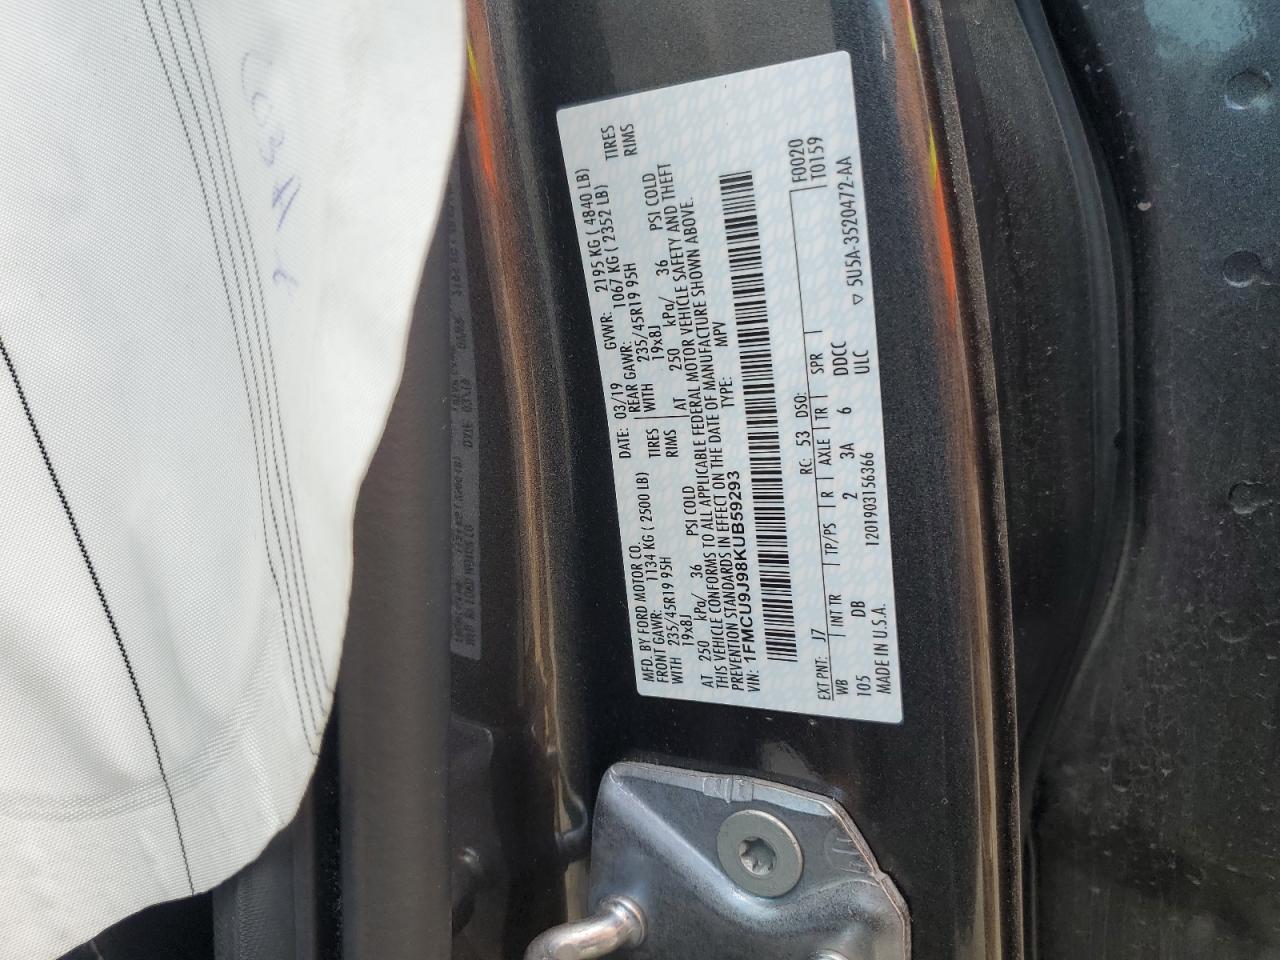 MFD. BY FORD MOTOR CO.
DATE: 03/19 GVWR: 2195 KG ( 4840 LB)
FRONT GAWR: 1134 KG ( 2500 LB)
REAR GAWR: 1067 KG ( 2352 LB)
WITH 235/45R19 95H TIRES
WITH 235/45R19 95H TIRES
19x8J RIMS
19x8J RIMS
AT 250 kPa/ 36 PSI COLD
AT 250 kPa/ 36 PSI COLD
THIS VEHICLE CONFORMS TO ALL APPLICABLE FEDERAL MOTOR VEHICLE SAFETY AND THEFT
PREVENTION STANDARDS IN EFFECT ON THE DATE OF MANUFACTURE SHOWN ABOVE.
VIN: 1FMCU9J98KUB59293 TYPE: MPV
F0020
T0159
EXT PNT: J7 RC: 53 DSO:
WB INT TR TP/PS R AXLE TR SPR
105 DB 2 3A 6 DDCC
MADE IN U.S.A. 1201903156366 ULC ▽ 5U5A-3520472-AA